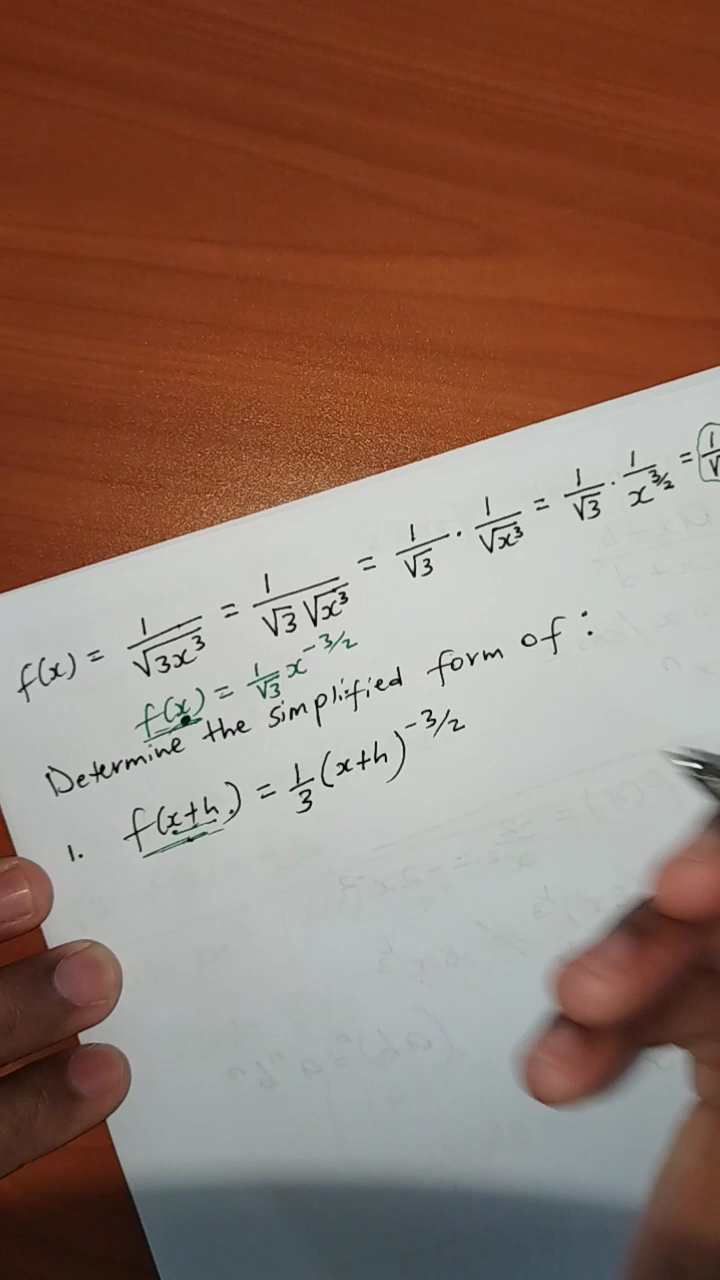 f(x) = 1/√(3x³) = 1/(√3 √x³) = 1/√3 · 1/√x³ = 1/√3 · 1/x^(3/2) = 1/√
f(x) = 1/√3 x^(-3/2)
Determine the simplified form of :
1. f(x+h) = 1/3 (x+h)^(-3/2)